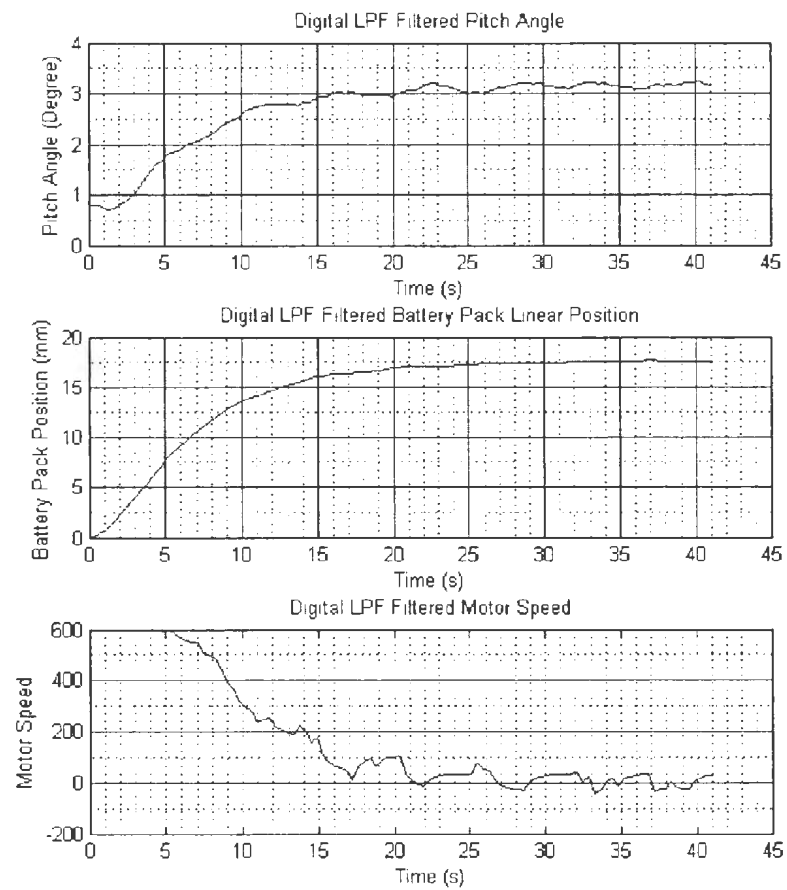 Digital LPF Filtered Pitch Angle
Pitch Angle (Degree)
4
3
2
1
0
0 5 10 15 20 25 30 35 40 45
Time (s)
Digital LPF Filtered Battery Pack Linear Position
Battery Pack Position (mm)
20
15
10
5
0
0 5 10 15 20 25 30 35 40 45
Time (s)
Digital LPF Filtered Motor Speed
Motor Speed
600
400
200
0
-200
0 5 10 15 20 25 30 35 40 45
Time (s)